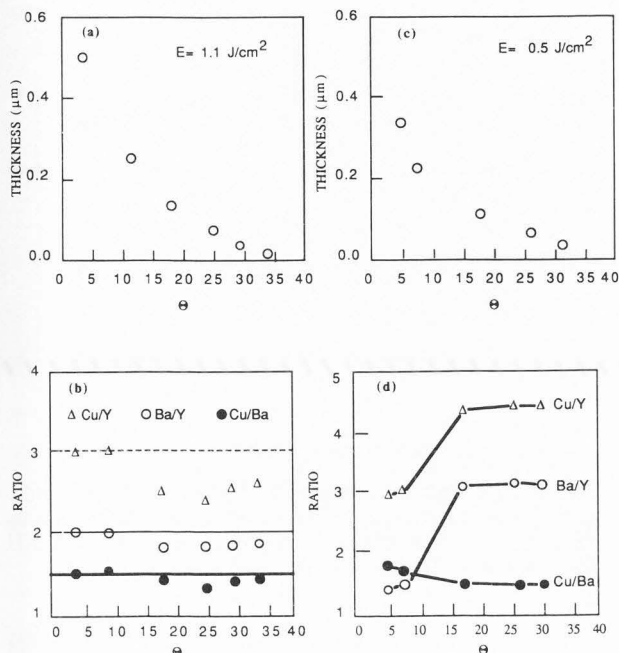 (a)
E= 1.1 J/cm²
THICKNESS (μm)
0.6
0.4
0.2
0.0
0 5 10 15 20 25 30 35 40
Θ
(c)
E= 0.5 J/cm²
THICKNESS (μm)
0.6
0.4
0.2
0.0
0 5 10 15 20 25 30 35 40
Θ
(b)
△ Cu/Y ○ Ba/Y ● Cu/Ba
RATIO
4
3
2
1
0 5 10 15 20 25 30 35 40
Θ
(d)
Cu/Y
Ba/Y
Cu/Ba
RATIO
5
4
3
2
1
0 5 10 15 20 25 30 40
Θ